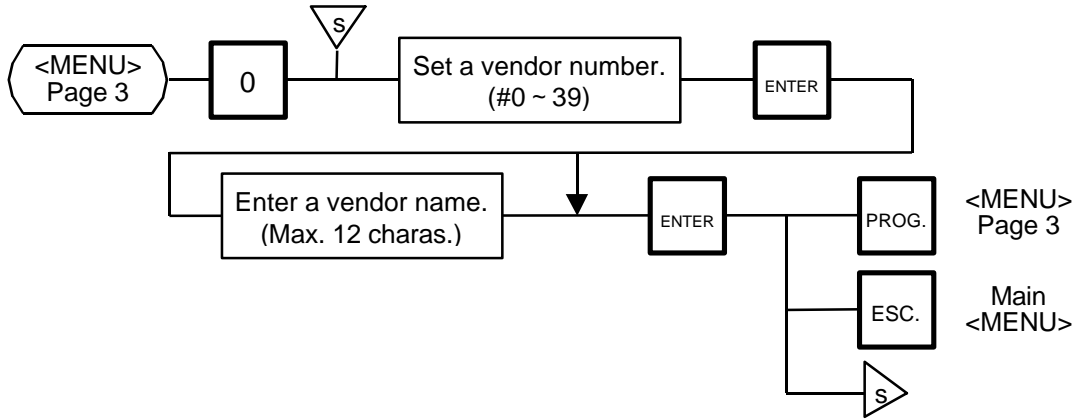 s
<MENU>
Page 3
0
Set a vendor number.
(#0 ~ 39)
ENTER
Enter a vendor name.
(Max. 12 charas.)
ENTER
PROG.
<MENU>
Page 3
ESC.
Main
<MENU>
s